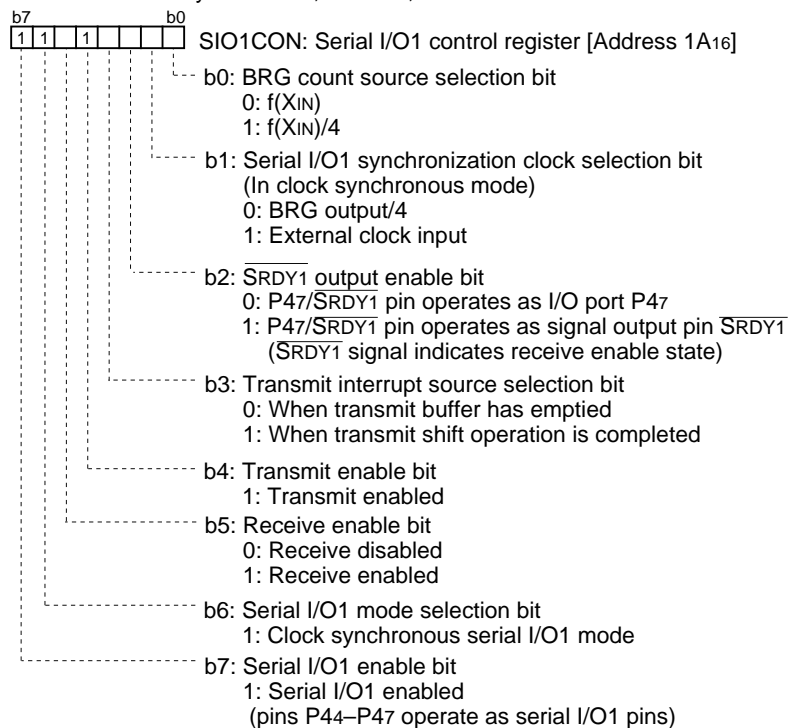 b7 b0
1 1 1 SIO1CON: Serial I/O1 control register [Address 1A16]
b0: BRG count source selection bit
0: f(XIN)
1: f(XIN)/4
b1: Serial I/O1 synchronization clock selection bit
(In clock synchronous mode)
0: BRG output/4
1: External clock input
b2: SRDY1 output enable bit
0: P47/SRDY1 pin operates as I/O port P47
1: P47/SRDY1 pin operates as signal output pin SRDY1
(SRDY1 signal indicates receive enable state)
b3: Transmit interrupt source selection bit
0: When transmit buffer has emptied
1: When transmit shift operation is completed
b4: Transmit enable bit
1: Transmit enabled
b5: Receive enable bit
0: Receive disabled
1: Receive enabled
b6: Serial I/O1 mode selection bit
1: Clock synchronous serial I/O1 mode
b7: Serial I/O1 enable bit
1: Serial I/O1 enabled
(pins P44–P47 operate as serial I/O1 pins)